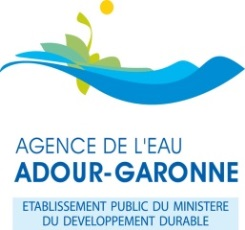 AGENCE DE L'EAU
ADOUR-GARONNE
ETABLISSEMENT PUBLIC DU MINISTERE
DU DEVELOPPEMENT DURABLE